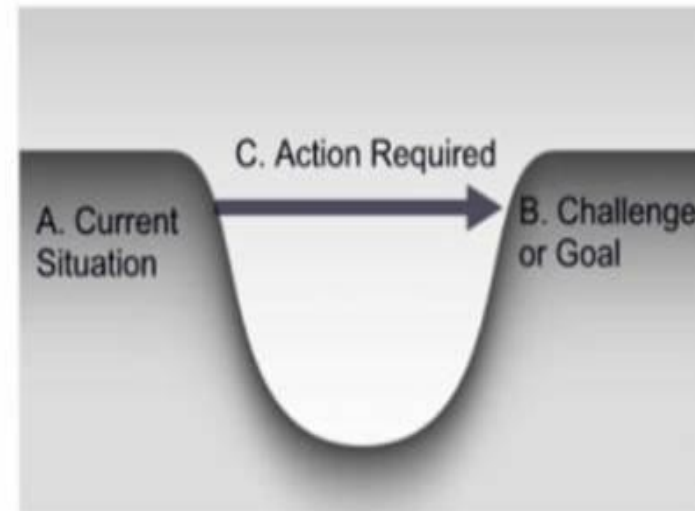 C. Action Required
A. Current
Situation
B. Challenge
or Goal